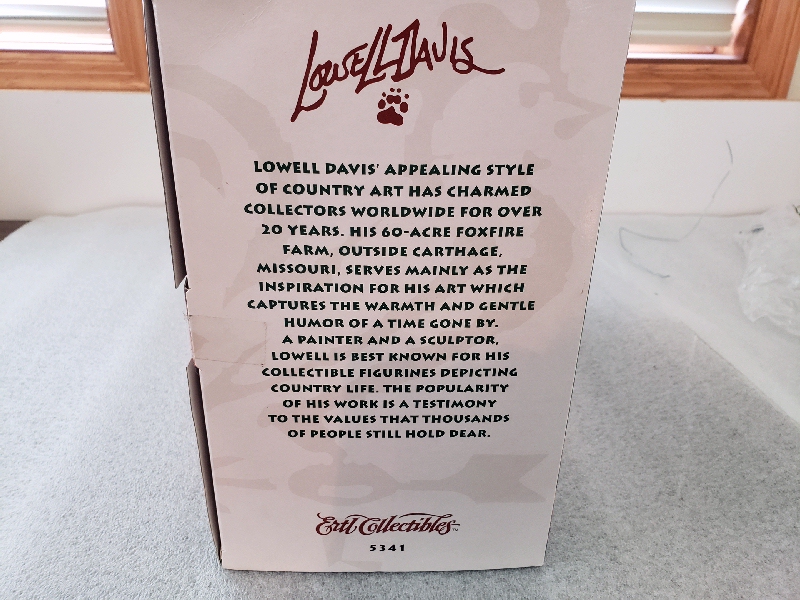 LOWELL DAVIS
LOWELL DAVIS' APPEALING STYLE
OF COUNTRY ART HAS CHARMED
COLLECTORS WORLDWIDE FOR OVER
20 YEARS. HIS 60-ACRE FOXFIRE
FARM, OUTSIDE CARTHAGE,
MISSOURI, SERVES MAINLY AS THE
INSPIRATION FOR HIS ART WHICH
CAPTURES THE WARMTH AND GENTLE
HUMOR OF A TIME GONE BY.
A PAINTER AND A SCULPTOR,
LOWELL IS BEST KNOWN FOR HIS
COLLECTIBLE FIGURINES DEPICTING
COUNTRY LIFE. THE POPULARITY
OF HIS WORK IS A TESTIMONY
TO THE VALUES THAT THOUSANDS
OF PEOPLE STILL HOLD DEAR.
Ertl Collectibles™
5341